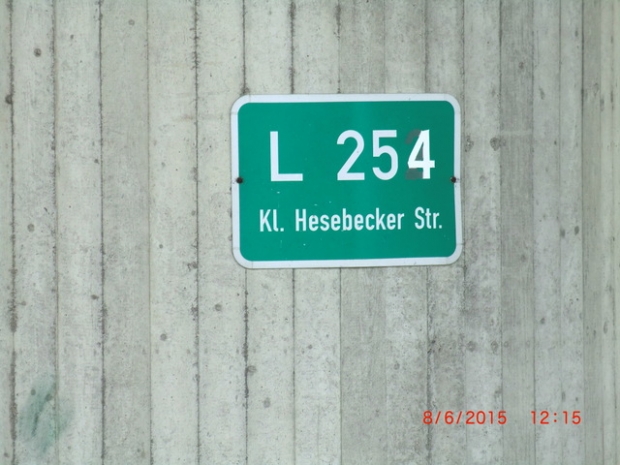 L 254
Kl. Hesebecker Str.
8/6/2015 12:15